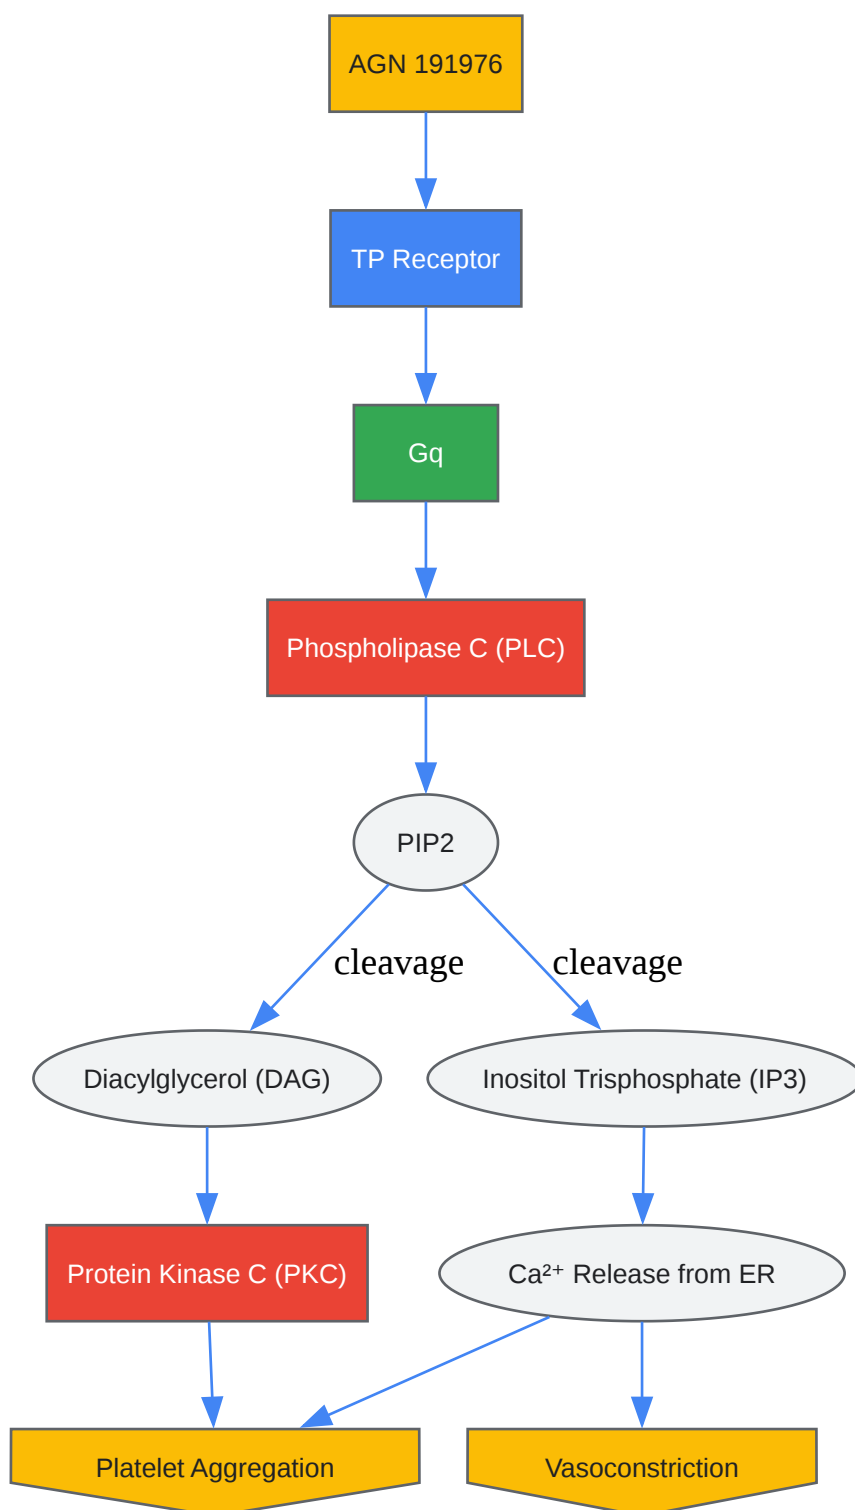 AGN 191976
TP Receptor
Gq
Phospholipase C (PLC)
PIP2
cleavage
cleavage
Diacylglycerol (DAG)
Inositol Trisphosphate (IP3)
Protein Kinase C (PKC)
Ca²⁺ Release from ER
Platelet Aggregation
Vasoconstriction